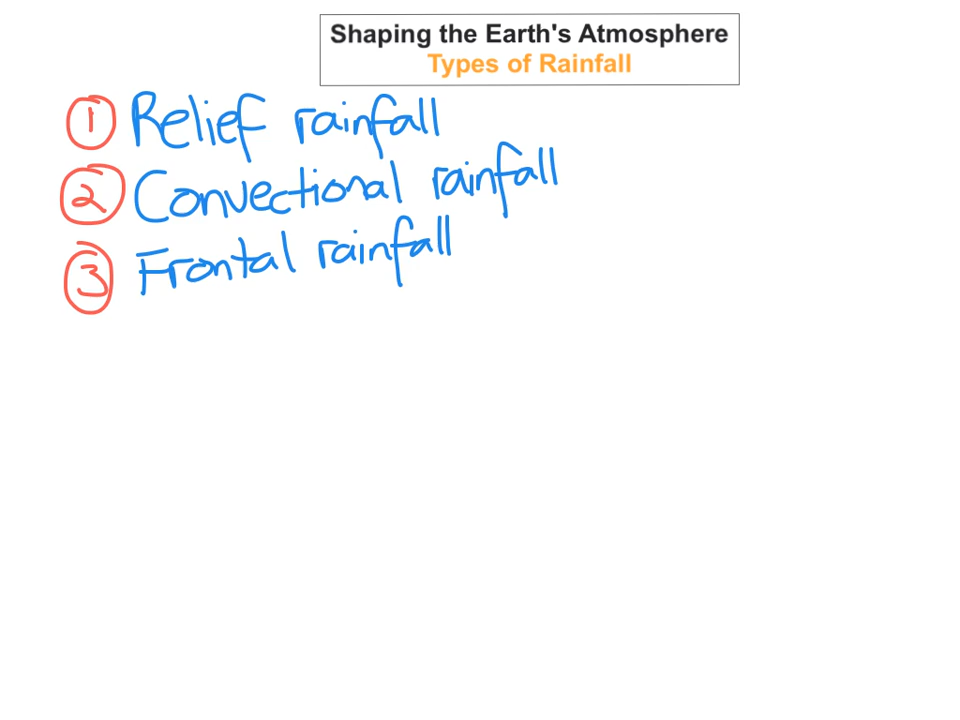 Shaping the Earth's Atmosphere
Types of Rainfall
1 Relief rainfall
2 Convectional rainfall
3 Frontal rainfall